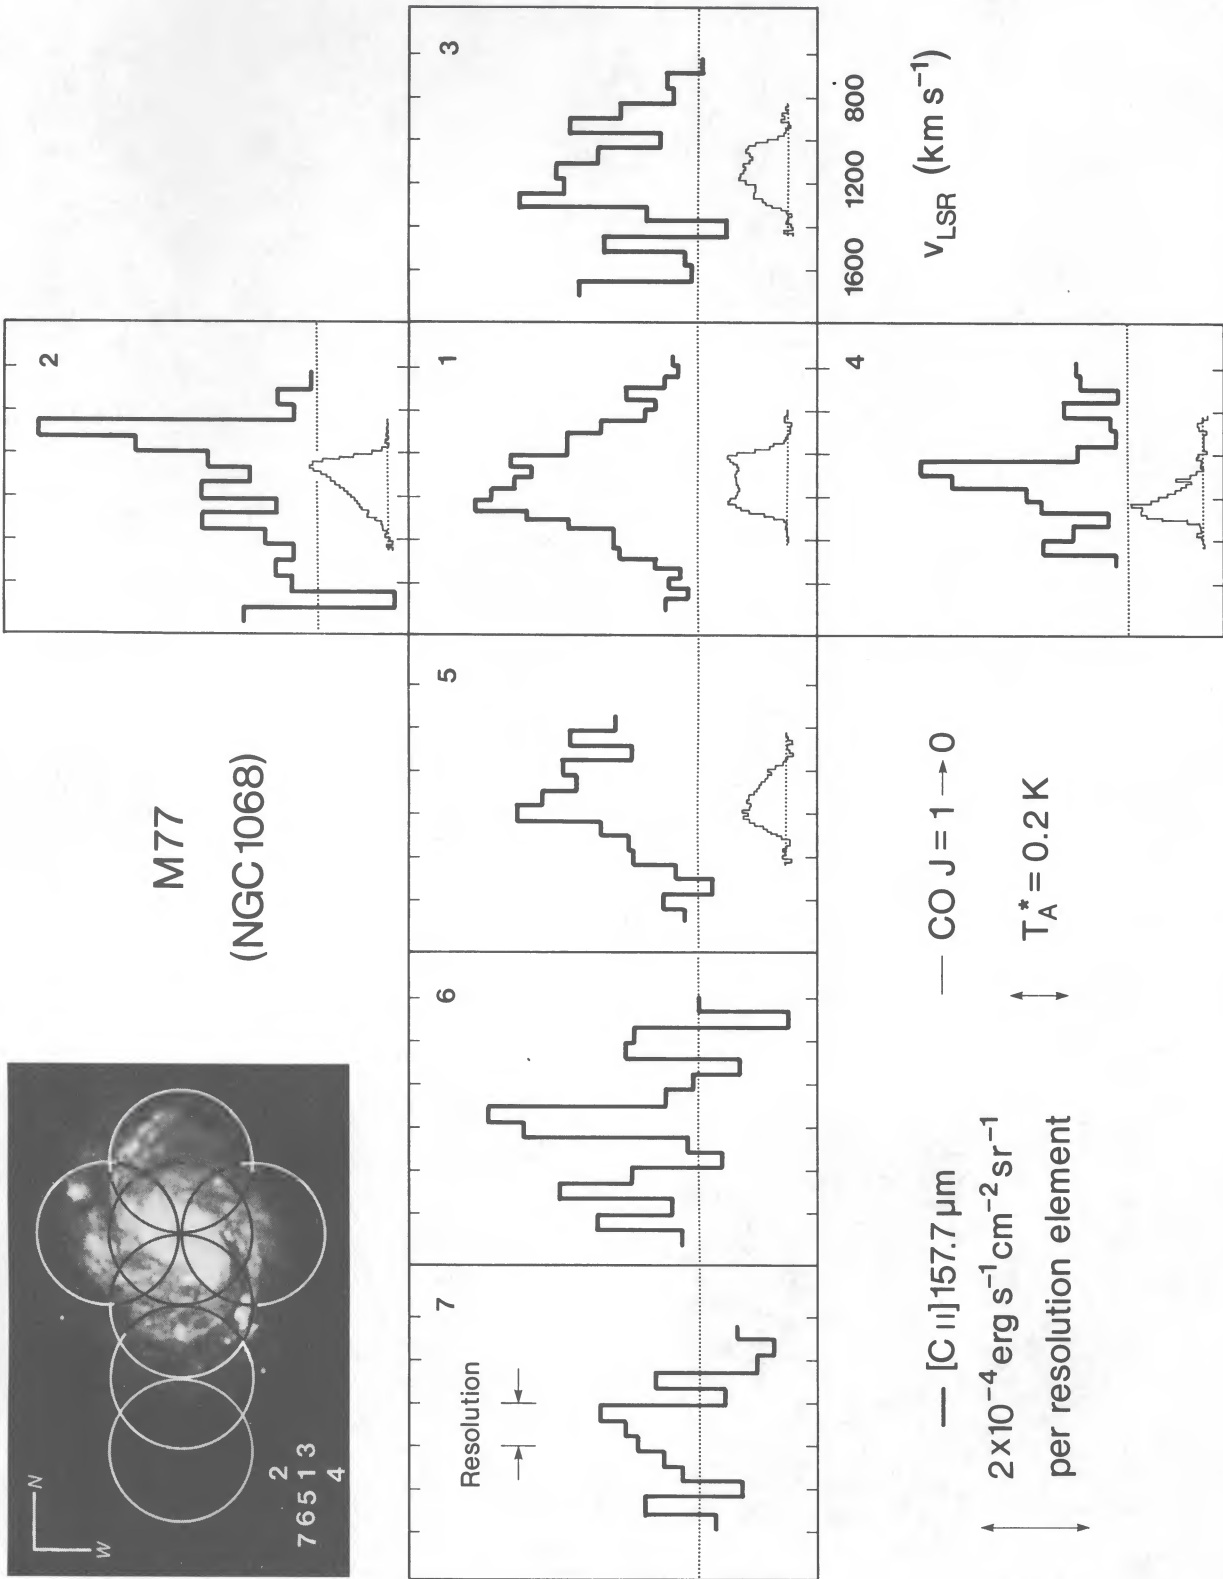 M77
(NGC1068)
N
W
2
7 6 5 1 3
4
2
7
6
5
1
3
4
Resolution
1600 1200 800
v_LSR (km s⁻¹)
— [C II] 157.7 μm
2x10⁻⁴ erg s⁻¹ cm⁻² sr⁻¹
per resolution element
— CO J = 1 → 0
T_A* = 0.2 K